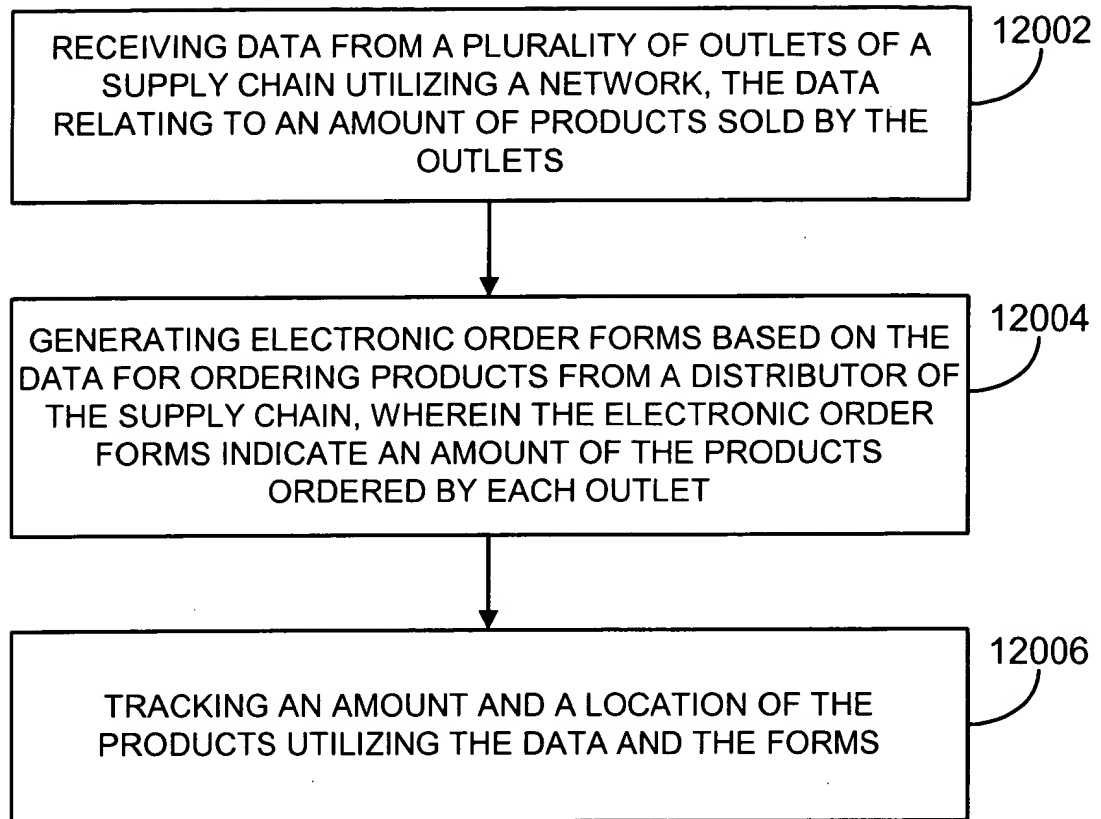 RECEIVING DATA FROM A PLURALITY OF OUTLETS OF A
SUPPLY CHAIN UTILIZING A NETWORK, THE DATA
RELATING TO AN AMOUNT OF PRODUCTS SOLD BY THE
OUTLETS
12002
GENERATING ELECTRONIC ORDER FORMS BASED ON THE
DATA FOR ORDERING PRODUCTS FROM A DISTRIBUTOR OF
THE SUPPLY CHAIN, WHEREIN THE ELECTRONIC ORDER
FORMS INDICATE AN AMOUNT OF THE PRODUCTS
ORDERED BY EACH OUTLET
12004
TRACKING AN AMOUNT AND A LOCATION OF THE
PRODUCTS UTILIZING THE DATA AND THE FORMS
12006